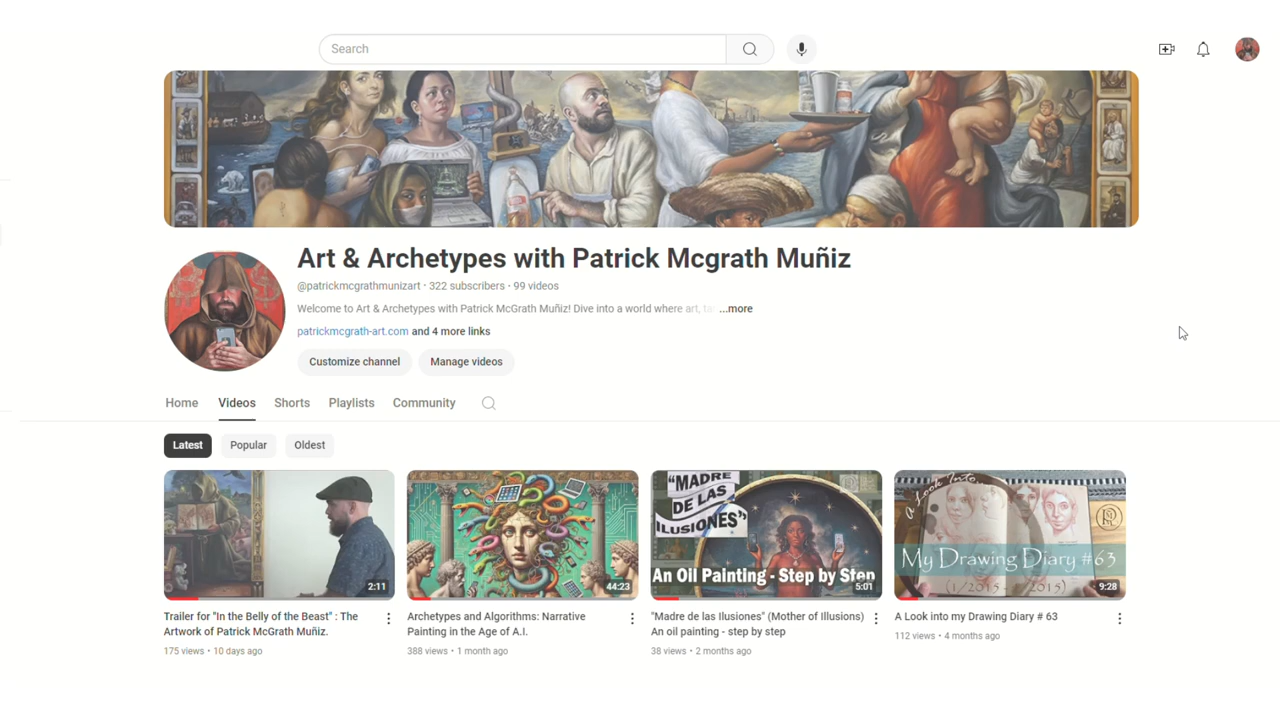 Search
Art & Archetypes with Patrick Mcgrath Muñiz
@patrickmcgrathmunizart · 322 subscribers · 99 videos
Welcome to Art & Archetypes with Patrick McGrath Muñiz! Dive into a world where art, ...more
patrickmcgrath-art.com and 4 more links
Customize channel Manage videos
Home Videos Shorts Playlists Community
Latest Popular Oldest
2:11
44:23
"MADRE DE LAS ILUSIONES"
An Oil Painting - Step by Step
5:01
A Look Into
My Drawing Diary #63
(1/2015 - 2015)
9:28
Trailer for "In the Belly of the Beast" : The
Artwork of Patrick McGrath Muñiz.
175 views · 10 days ago
Archetypes and Algorithms: Narrative
Painting in the Age of A.I.
388 views · 1 month ago
"Madre de las Ilusiones" (Mother of Illusions)
An oil painting - step by step
38 views · 2 months ago
A Look into my Drawing Diary # 63
112 views · 4 months ago